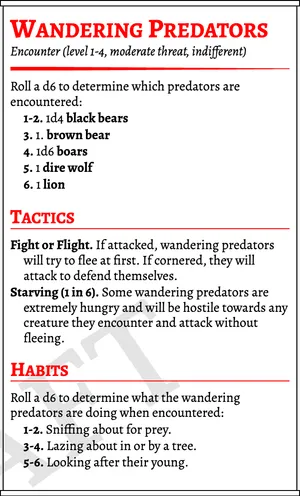 Wandering Predators
Encounter (level 1-4, moderate threat, indifferent)
Roll a d6 to determine which predators are
encountered:
1-2. 1d4 black bears
3. 1. brown bear
4. 1d6 boars
5. 1 dire wolf
6. 1 lion
Tactics
Fight or Flight. If attacked, wandering predators
will try to flee at first. If cornered, they will
attack to defend themselves.
Starving (1 in 6). Some wandering predators are
extremely hungry and will be hostile towards any
creature they encounter and attack without
fleeing.
Habits
Roll a d6 to determine what the wandering
predators are doing when encountered:
1-2. Sniffing about for prey.
3-4. Lazing about in or by a tree.
5-6. Looking after their young.
AFT